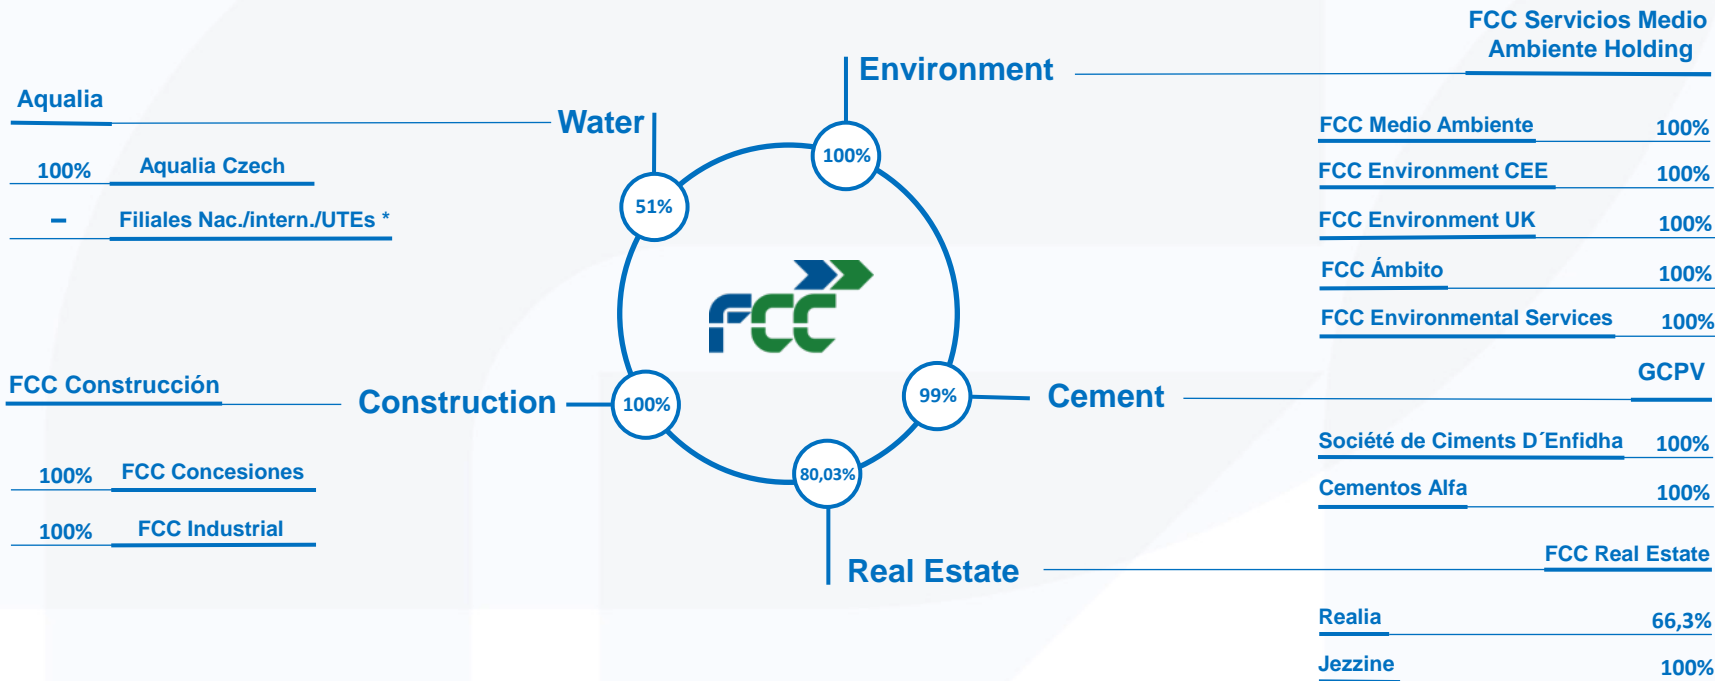 FCC Servicios Medio
Ambiente Holding
Environment
Aqualia
Water
100%
51%
100% Aqualia Czech
– Filiales Nac./intern./UTEs *
FCC Medio Ambiente 100%
FCC Environment CEE 100%
FCC Environment UK 100%
FCC Ámbito 100%
FCC Environmental Services 100%
FCC
FCC Construcción
Construction
100%
100% FCC Concesiones
100% FCC Industrial
99%
Cement
GCPV
Société de Ciments D´Enfidha 100%
Cementos Alfa 100%
80,03%
Real Estate
FCC Real Estate
Realia 66,3%
Jezzine 100%